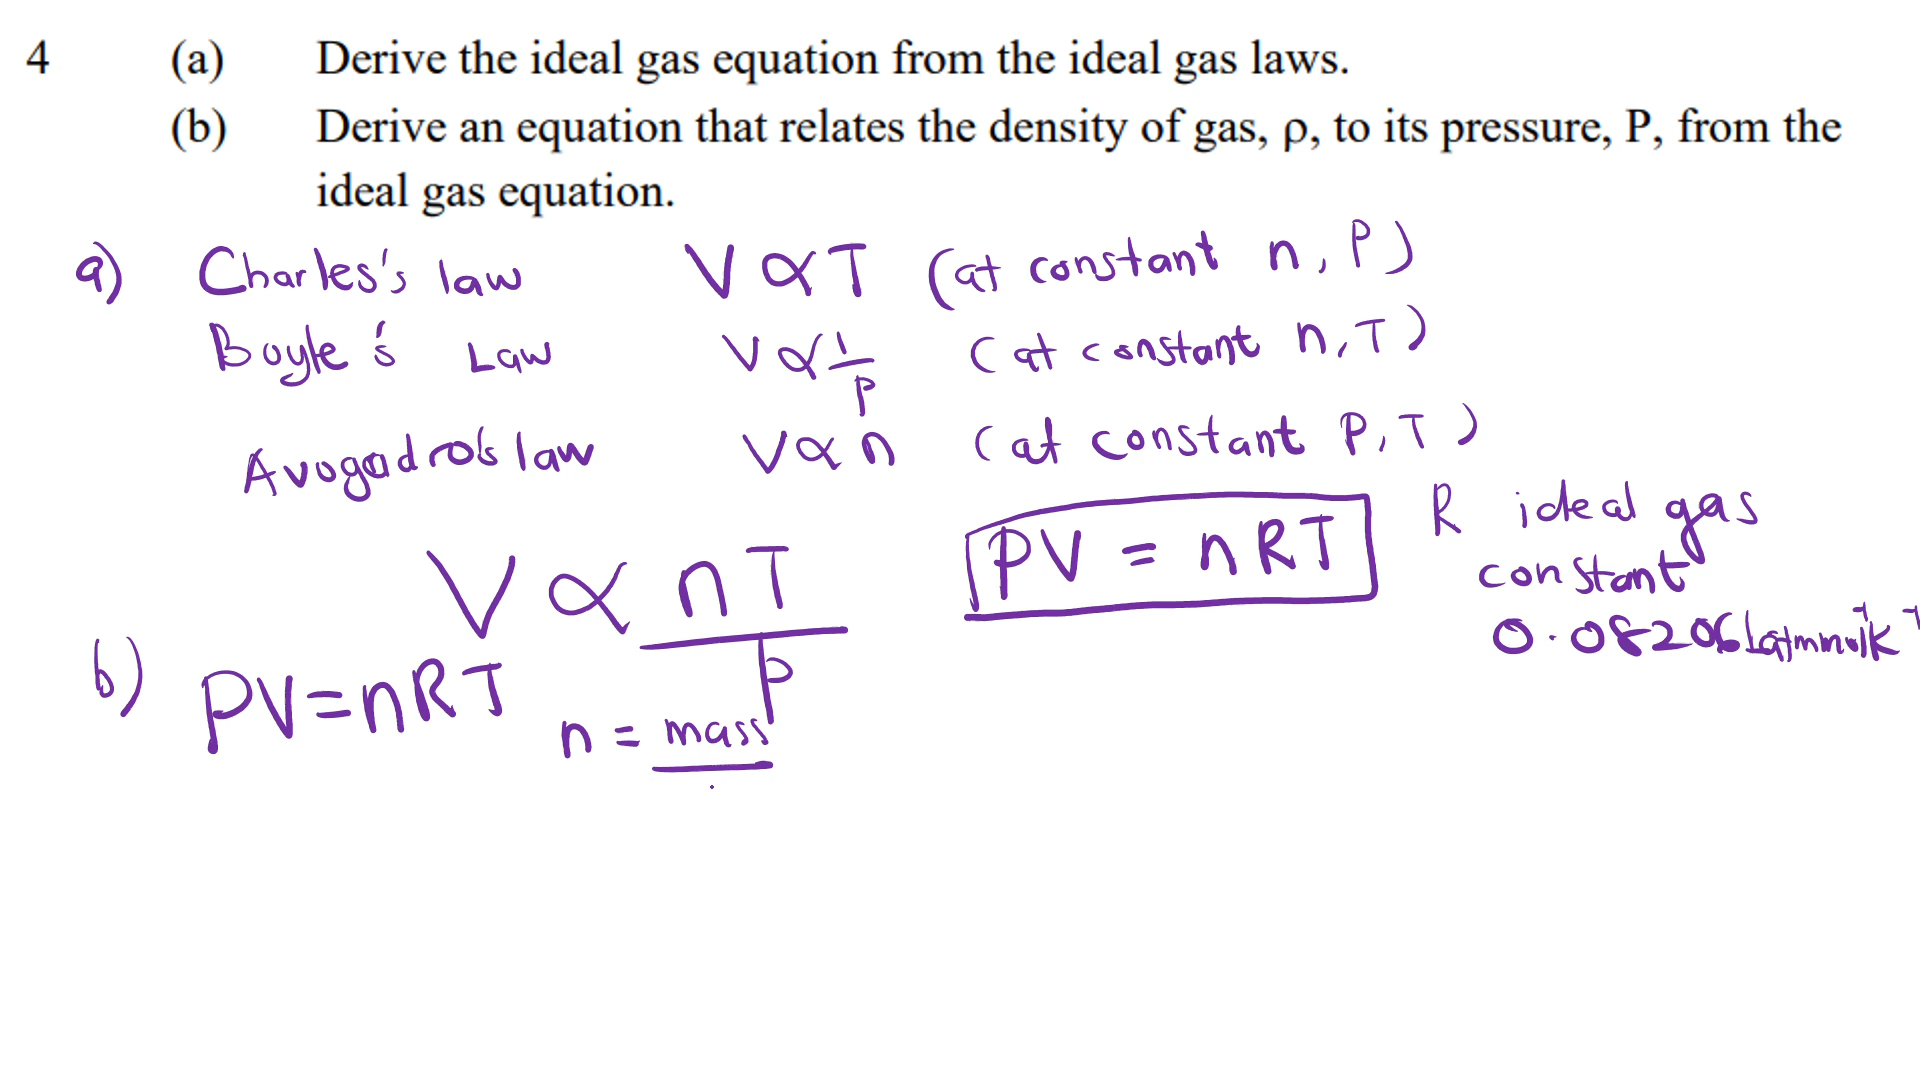 4 (a) Derive the ideal gas equation from the ideal gas laws.
(b) Derive an equation that relates the density of gas, ρ, to its pressure, P, from the
ideal gas equation.
a) Charles's law V ∝ T (at constant n, P)
Boyle's Law V ∝ 1/P (at constant n, T)
Avogadro's law V ∝ n (at constant P, T)
V ∝ nT/P
PV = nRT
R ideal gas
constant
0.08206 L atm mol⁻¹ K⁻¹
b) PV = nRT
n = mass